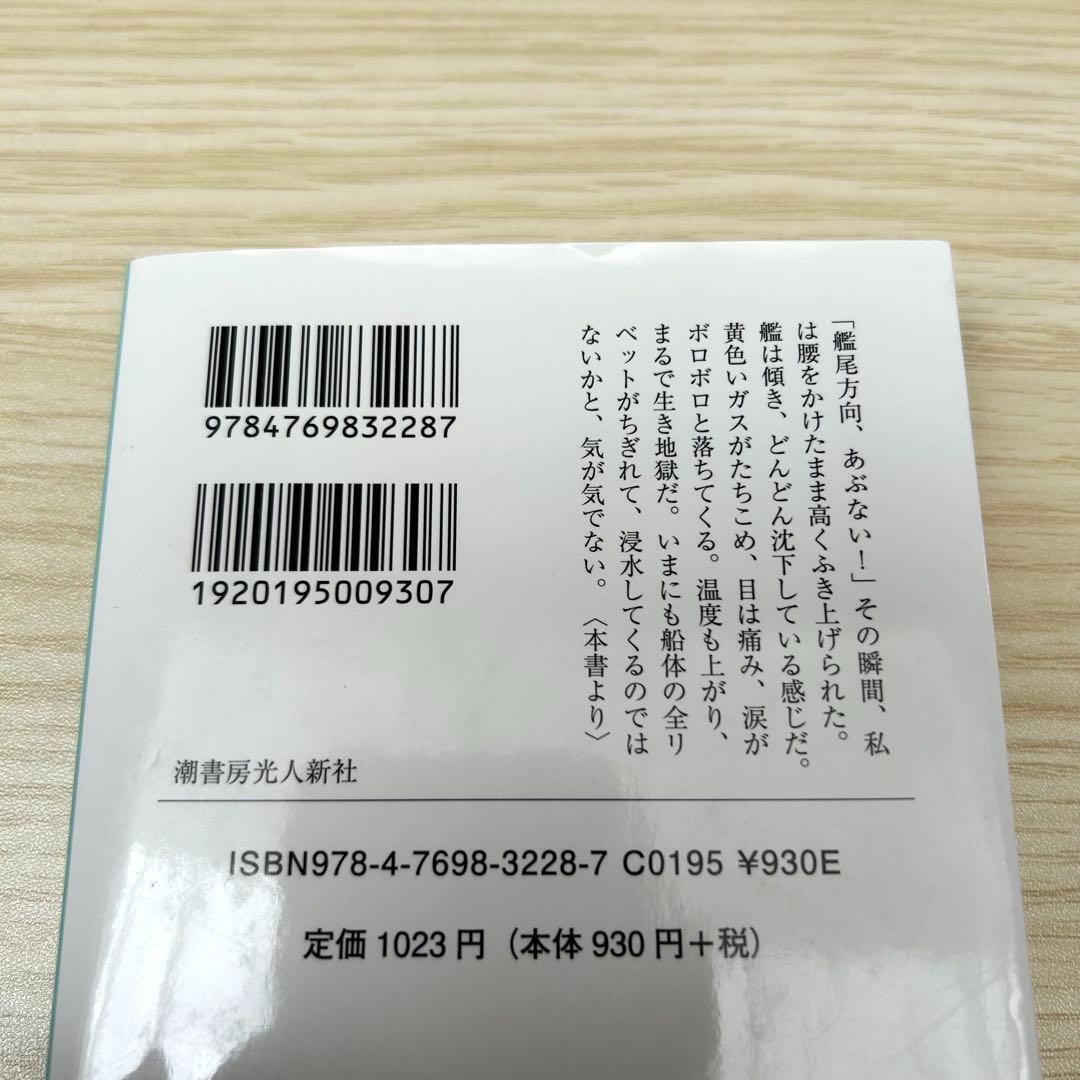 9784769832287
1920195009307
「艦尾方向、あぶない！」その瞬間、私
は腰をかけたまま高くふき上げられた。
艦は傾き、どんどん沈下している感じだ。
黄色いガスがたちこめ、目は痛み、涙が
ボロボロと落ちてくる。温度も上がり、
まるで生き地獄だ。いまにも船体の全リ
ベットがちぎれて、浸水してくるのでは
ないかと、気が気でない。〈本書より〉
潮書房光人新社
ISBN978-4-7698-3228-7 C0195 ¥930E
定価 1023 円（本体 930 円＋税）